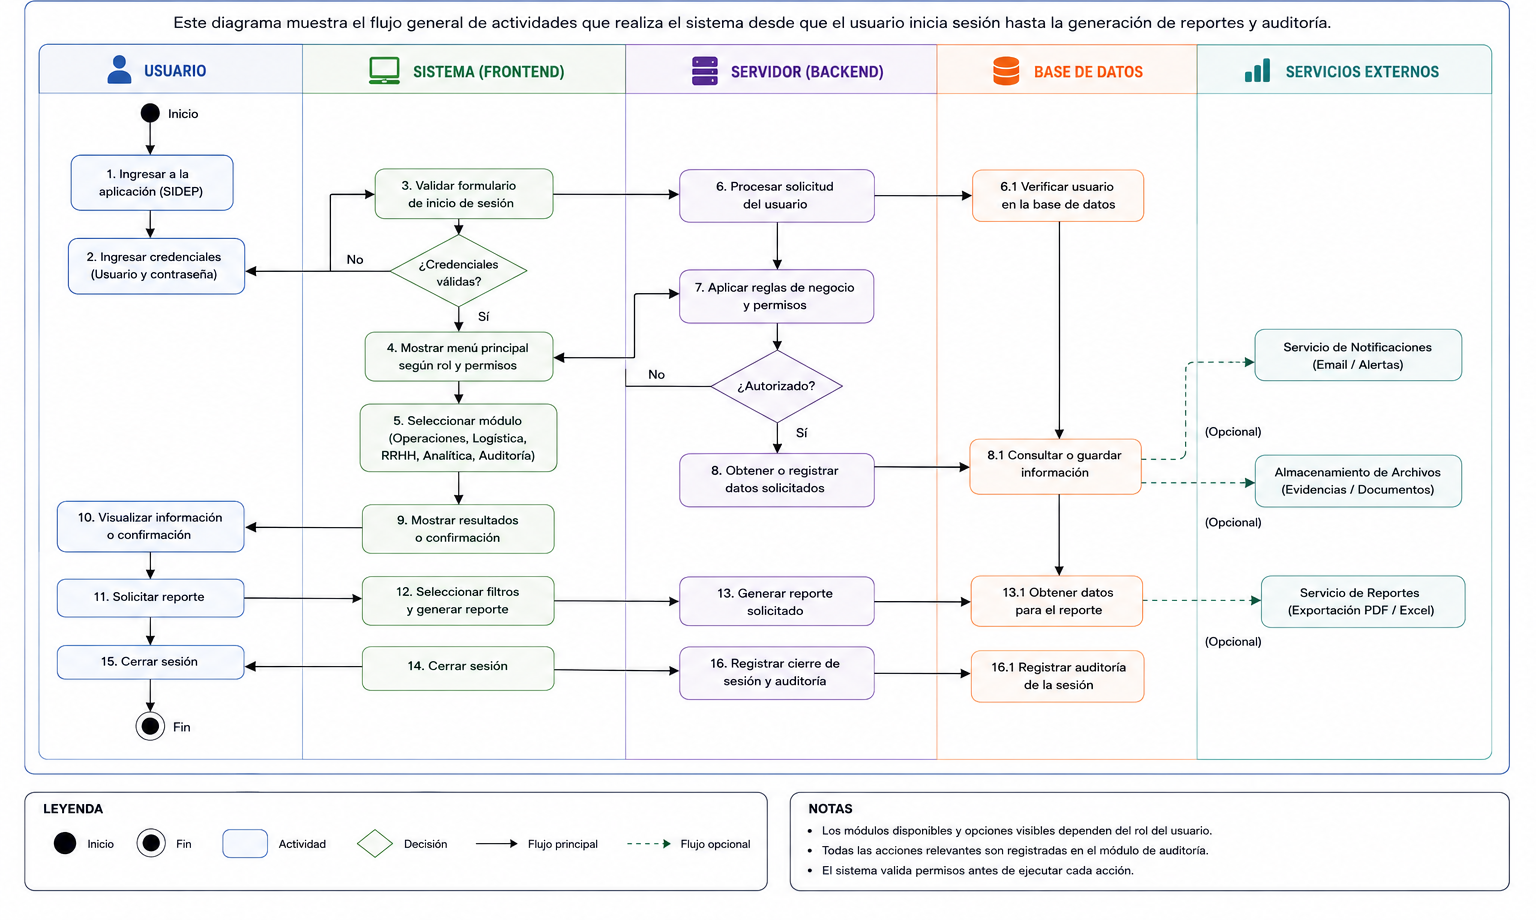 Este diagrama muestra el flujo general de actividades que realiza el sistema desde que el usuario inicia sesión hasta la generación de reportes y auditoría.
USUARIO
SISTEMA (FRONTEND)
SERVIDOR (BACKEND)
BASE DE DATOS
SERVICIOS EXTERNOS
Inicio
1. Ingresar a la
aplicación (SIDEP)
2. Ingresar credenciales
(Usuario y contraseña)
3. Validar formulario
de inicio de sesión
¿Credenciales
válidas?
No
Sí
4. Mostrar menú principal
según rol y permisos
5. Seleccionar módulo
(Operaciones, Logística,
RRHH, Analítica, Auditoría)
6. Procesar solicitud
del usuario
6.1 Verificar usuario
en la base de datos
7. Aplicar reglas de negocio
y permisos
¿Autorizado?
No
Sí
8. Obtener o registrar
datos solicitados
8.1 Consultar o guardar
información
Servicio de Notificaciones
(Email / Alertas)
(Opcional)
Almacenamiento de Archivos
(Evidencias / Documentos)
(Opcional)
9. Mostrar resultados
o confirmación
10. Visualizar información
o confirmación
11. Solicitar reporte
12. Seleccionar filtros
y generar reporte
13. Generar reporte
solicitado
13.1 Obtener datos
para el reporte
Servicio de Reportes
(Exportación PDF / Excel)
(Opcional)
15. Cerrar sesión
14. Cerrar sesión
16. Registrar cierre de
sesión y auditoría
16.1 Registrar auditoría
de la sesión
Fin
LEYENDA
Inicio
Fin
Actividad
Decisión
Flujo principal
Flujo opcional
NOTAS
• Los módulos disponibles y opciones visibles dependen del rol del usuario.
• Todas las acciones relevantes son registradas en el módulo de auditoría.
• El sistema valida permisos antes de ejecutar cada acción.